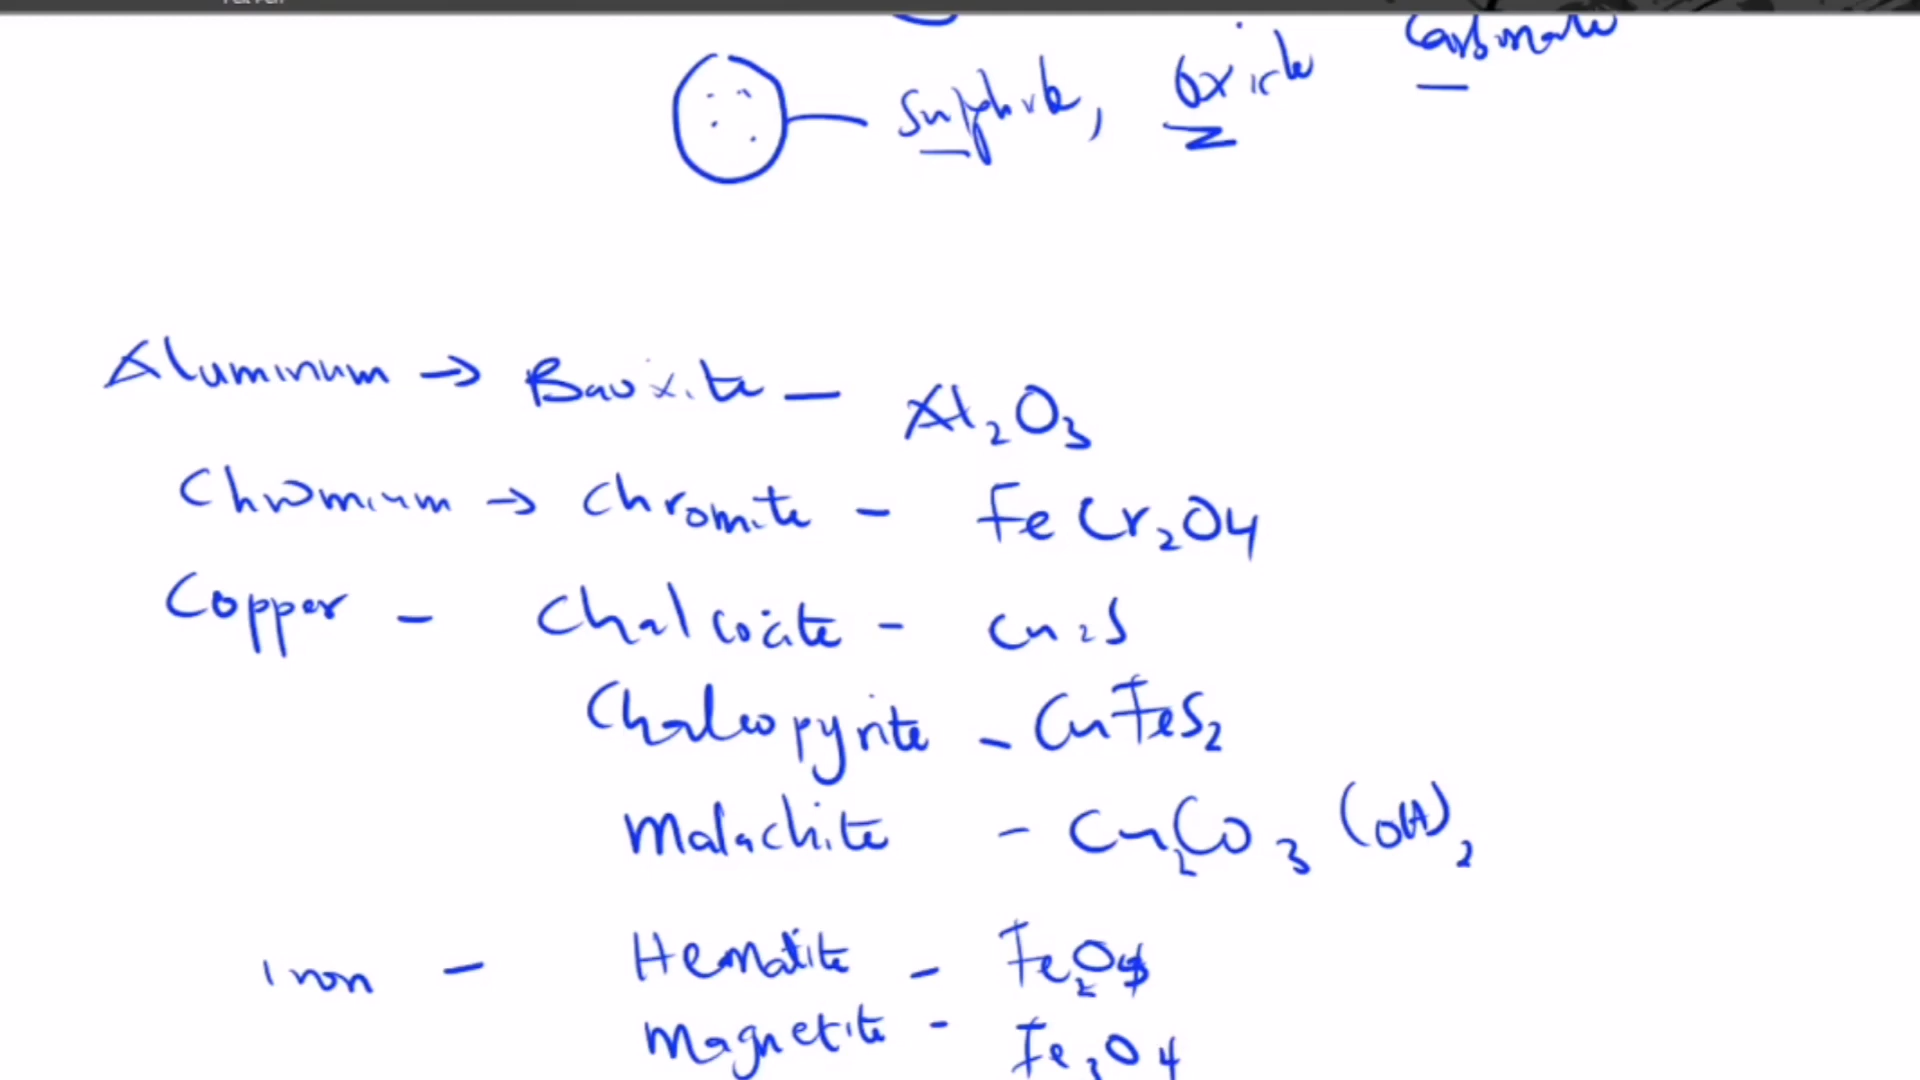 Carbonate
Sulphide, Oxide
Aluminum → Bauxite — Al₂O₃
Chromium → Chromite - FeCr₂O4
Copper - Chalcocite - Cu₂S
Chalcopyrite - CuFeS₂
Malachite - Cu₂CO₃(OH)₂
Iron - Hematite - Fe₂O
Magnetite - Fe₃O4